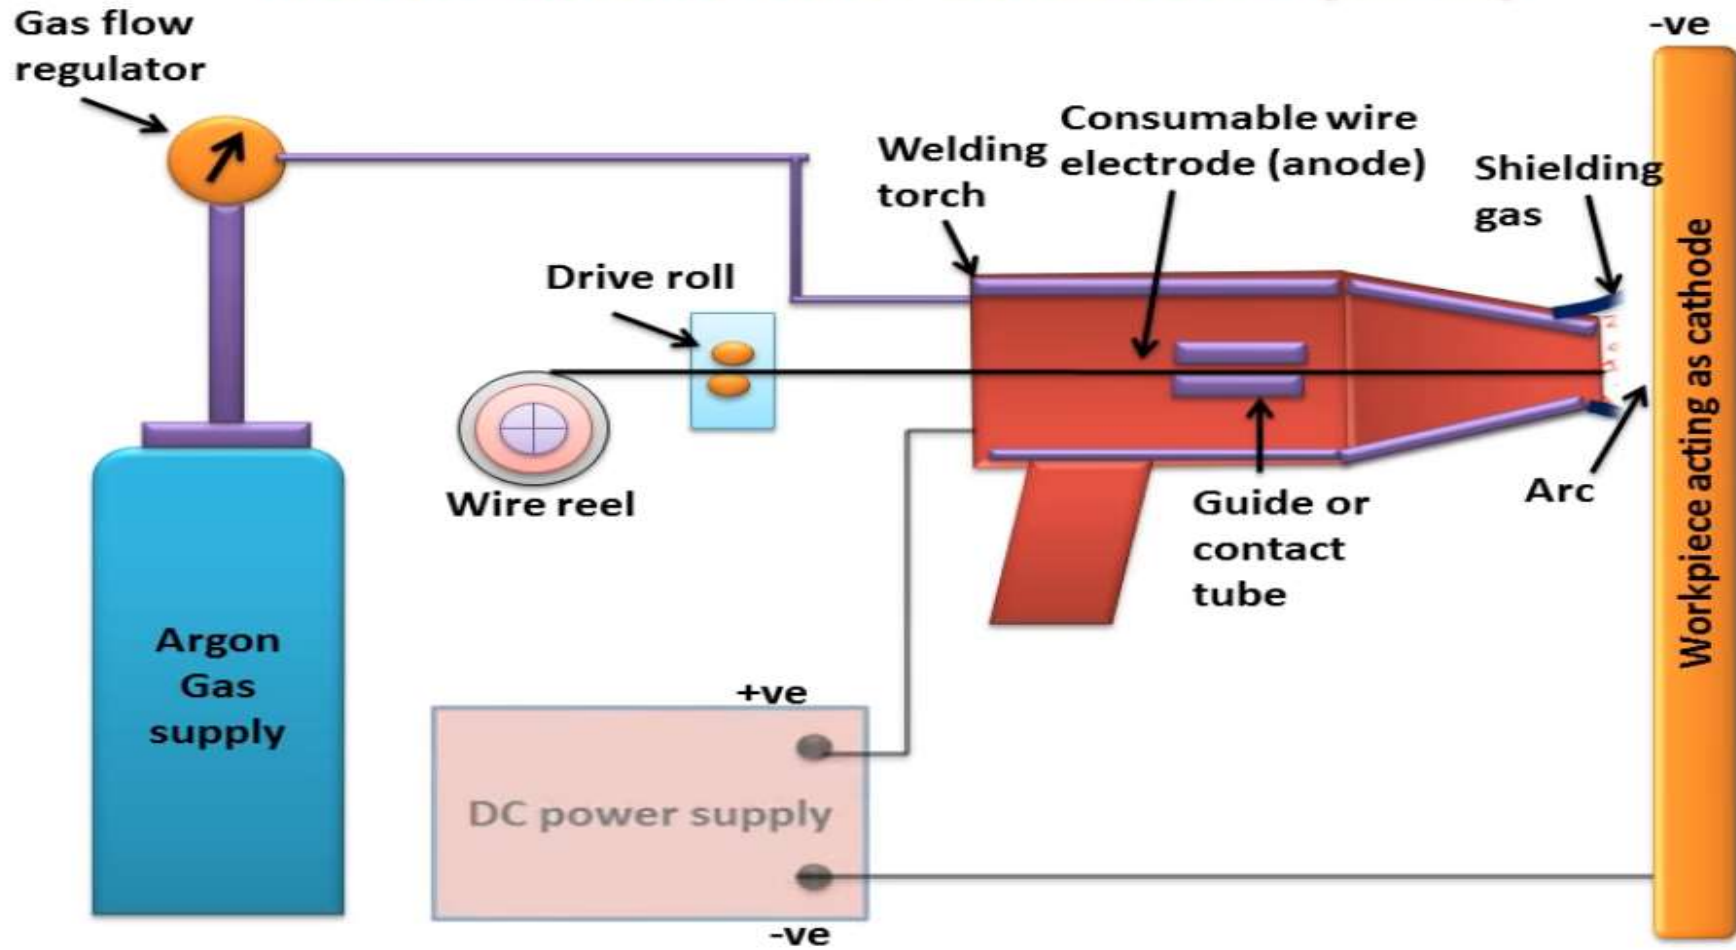 Gas flow
regulator
-ve
Consumable wire
electrode (anode)
Welding
torch
Shielding
gas
Drive roll
Wire reel
Guide or
contact
tube
Arc
Workpiece acting as cathode
Argon
Gas
supply
+ve
DC power supply
-ve